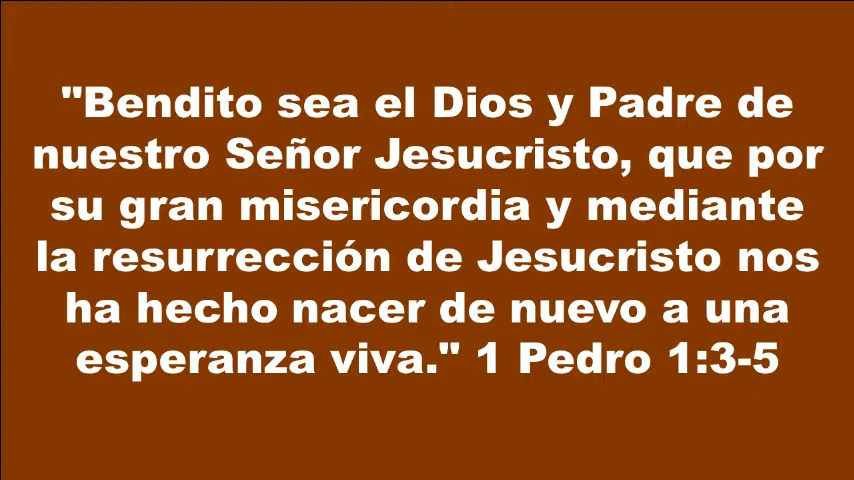 "Bendito sea el Dios y Padre de
nuestro Señor Jesucristo, que por
su gran misericordia y mediante
la resurrección de Jesucristo nos
ha hecho nacer de nuevo a una
esperanza viva." 1 Pedro 1:3-5